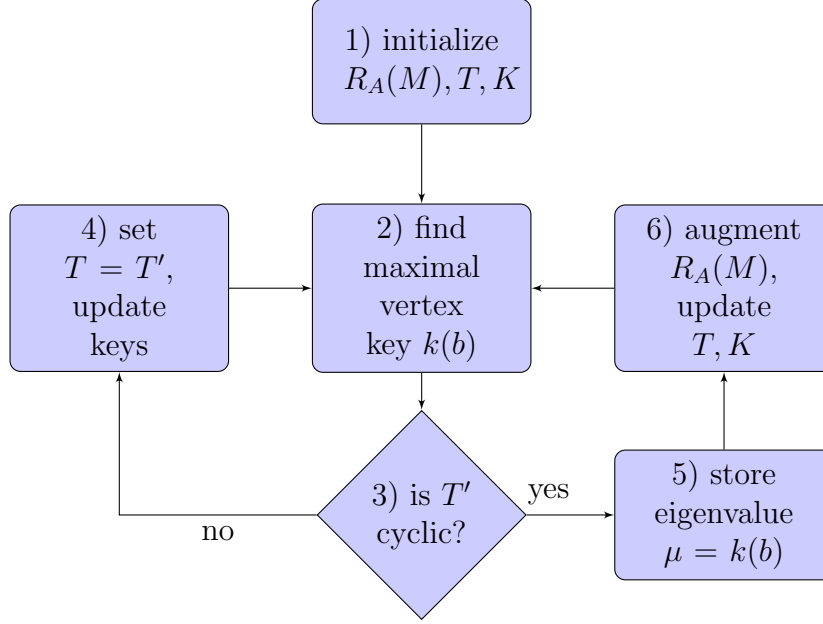 1) initialize
R_A(M), T, K
4) set
T = T′,
update
keys
2) find
maximal
vertex
key k(b)
6) augment
R_A(M),
update
T, K
3) is T′
cyclic?
yes
no
5) store
eigenvalue
μ = k(b)